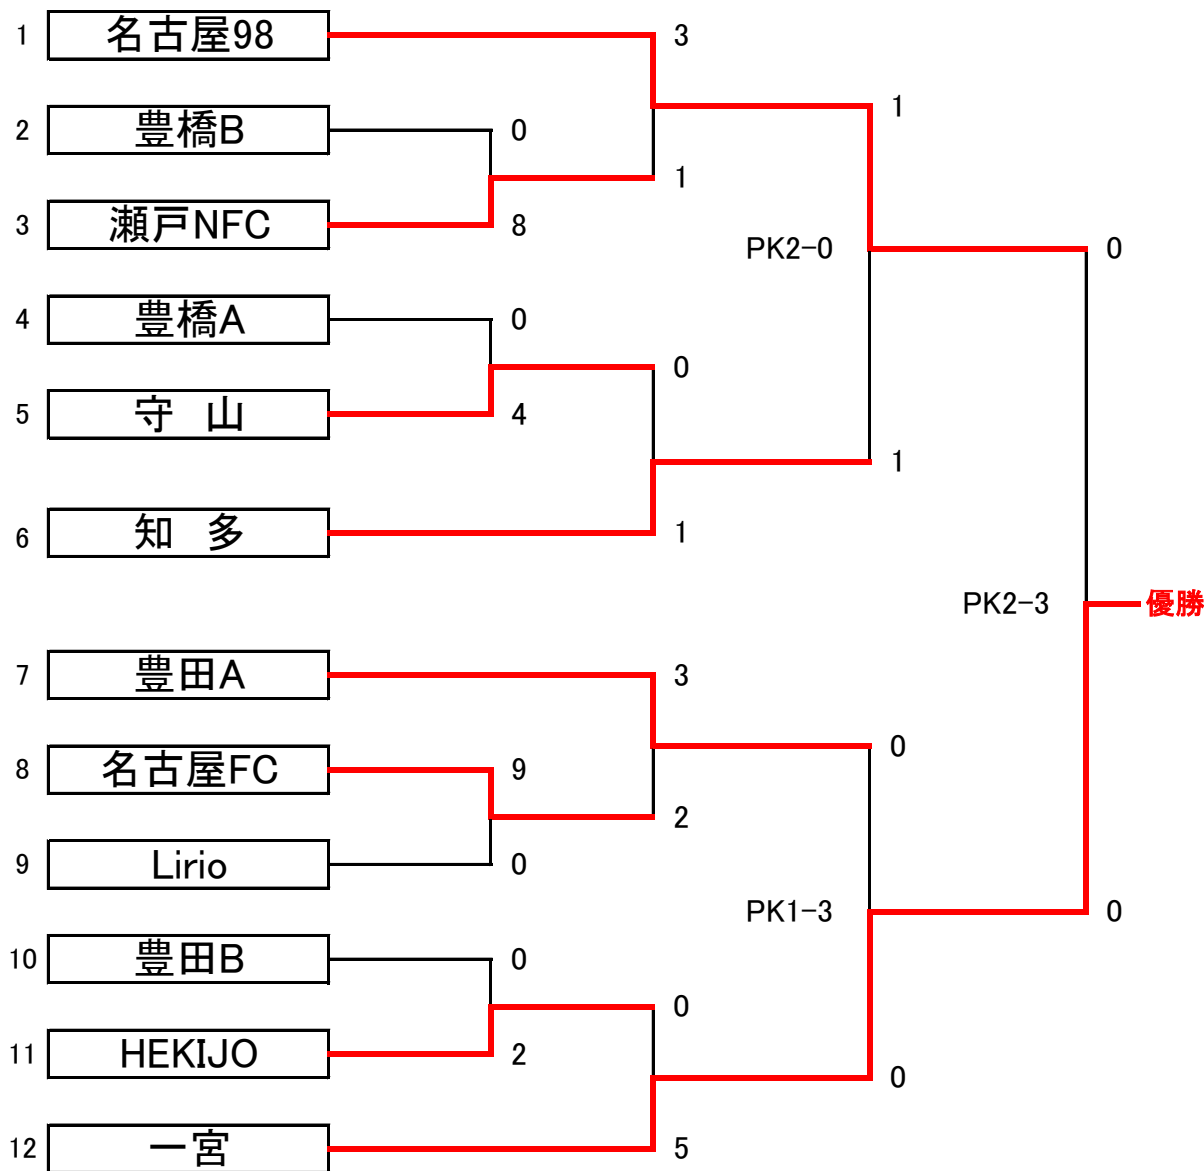 1 名古屋98 3
1
2 豊橋B 0
1
3 瀬戸NFC 8
PK2-0 0
4 豊橋A 0
0
5 守　山 4
1
6 知　多 1
PK2-3 優勝
7 豊田A 3
0
8 名古屋FC 9
2
9 Lirio 0
PK1-3 0
10 豊田B 0
0
11 HEKIJO 2
0
12 一宮 5